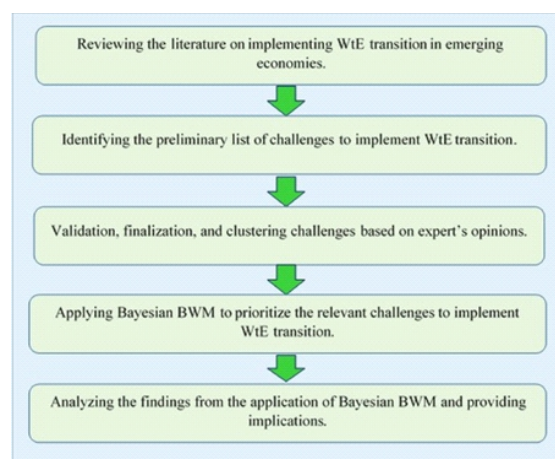 Reviewing the literature on implementing WtE transition in emerging
economies.
Identifying the preliminary list of challenges to implement WtE transition.
Validation, finalization, and clustering challenges based on expert's opinions.
Applying Bayesian BWM to prioritize the relevant challenges to implement
WtE transition.
Analyzing the findings from the application of Bayesian BWM and providing
implications.